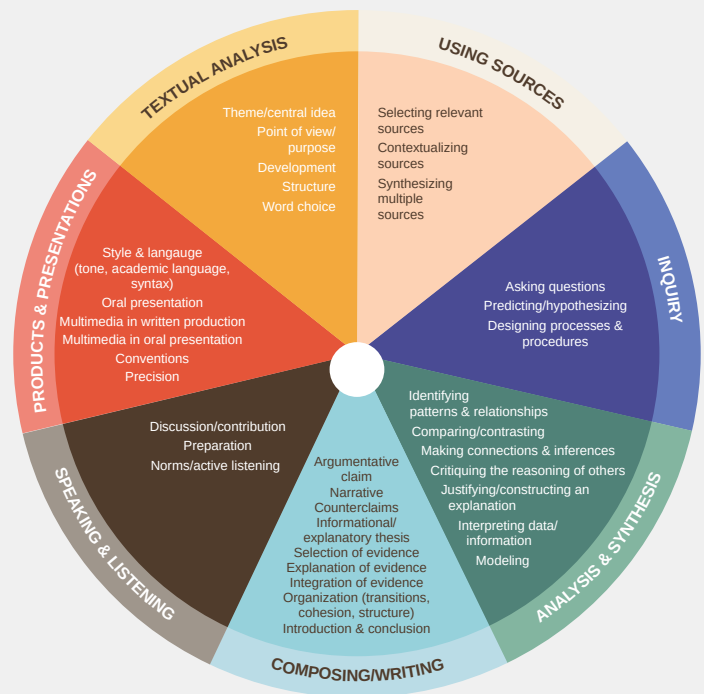 TEXTUAL ANALYSIS
Theme/central idea
Point of view/
purpose
Development
Structure
Word choice
USING SOURCES
Selecting relevant
sources
Contextualizing
sources
Synthesizing
multiple
sources
INQUIRY
Asking questions
Predicting/hypothesizing
Designing processes &
procedures
ANALYSIS & SYNTHESIS
Identifying
patterns & relationships
Comparing/contrasting
Making connections & inferences
Critiquing the reasoning of others
Justifying/constructing an
explanation
Interpreting data/
information
Modeling
COMPOSING/WRITING
Argumentative
claim
Narrative
Counterclaims
Informational/
explanatory thesis
Selection of evidence
Explanation of evidence
Integration of evidence
Organization (transitions,
cohesion, structure)
Introduction & conclusion
SPEAKING & LISTENING
Discussion/contribution
Preparation
Norms/active listening
PRODUCTS & PRESENTATIONS
Style & langauge
(tone, academic language,
syntax)
Oral presentation
Multimedia in written production
Multimedia in oral presentation
Conventions
Precision